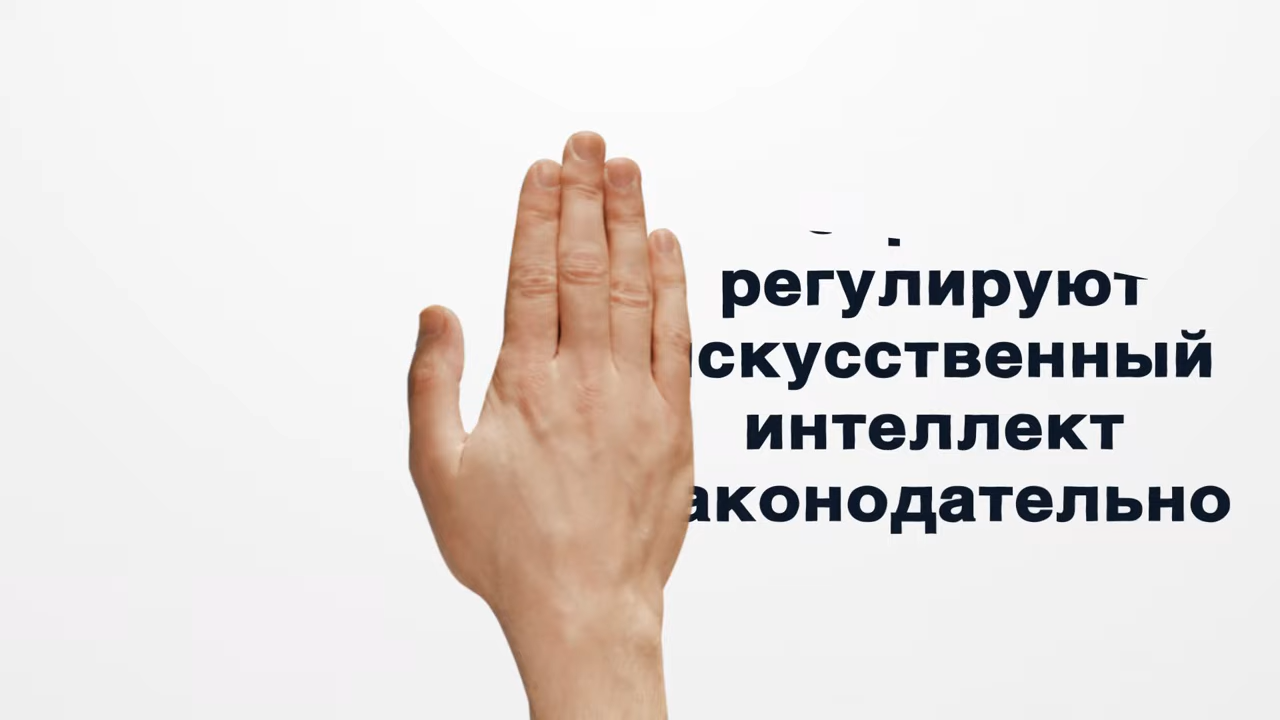 регулируют
скусственный
интеллект
аконодательно